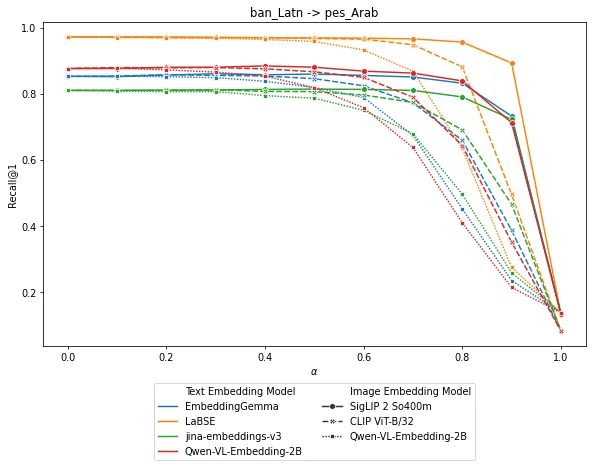 ban_Latn -> pes_Arab
1.0
0.8
0.6
0.4
0.2
Recall@1
0.0 0.2 0.4 0.6 0.8 1.0
α
Text Embedding Model
EmbeddingGemma
LaBSE
jina-embeddings-v3
Qwen-VL-Embedding-2B
Image Embedding Model
SigLIP 2 So400m
CLIP ViT-B/32
Qwen-VL-Embedding-2B